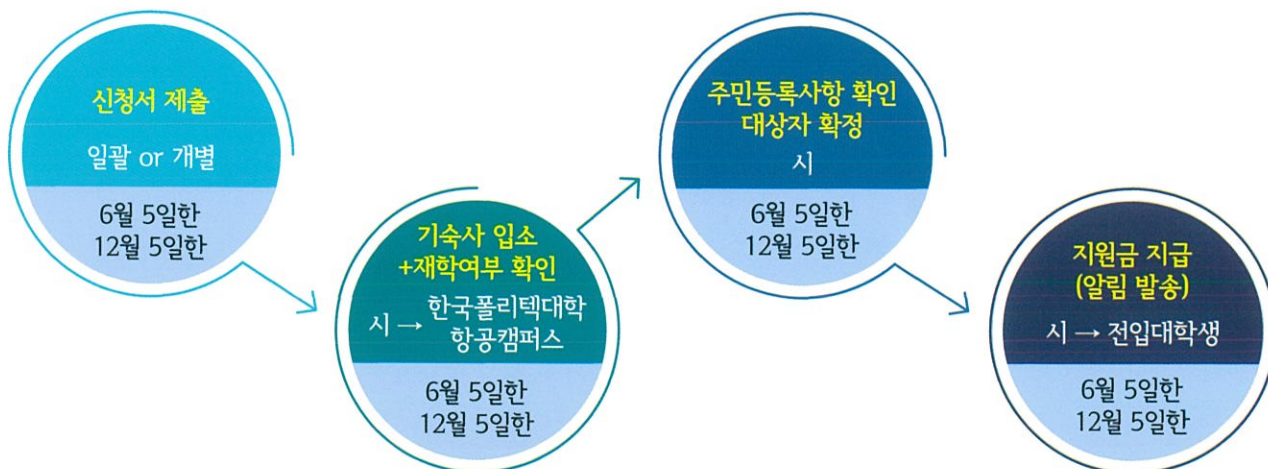 신청서 제출
일괄 or 개별
6월 5일한
12월 5일한
기숙사 입소
+재학여부 확인
시 → 한국폴리텍대학
항공캠퍼스
6월 5일한
12월 5일한
주민등록사항 확인
대상자 확정
시
6월 5일한
12월 5일한
지원금 지급
(알림 발송)
시 → 전입대학생
6월 5일한
12월 5일한